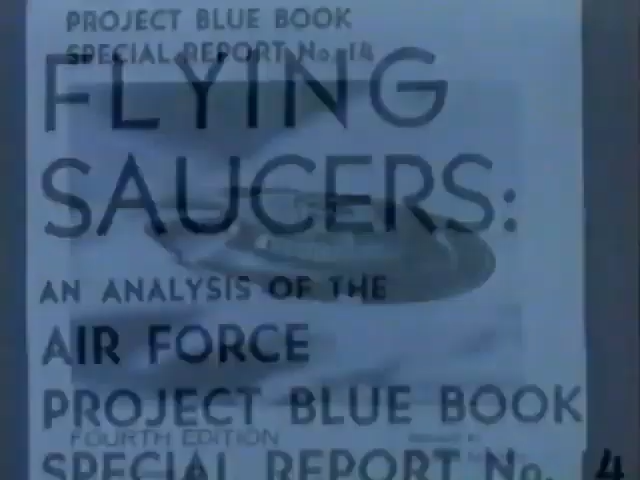 PROJECT BLUE BOOK
SPECIAL REPORT No. 14
FLYING
SAUCERS:
AN ANALYSIS OF THE
AIR FORCE
PROJECT BLUE BOOK
FOURTH EDITION
SPECIAL REPORT No. 14